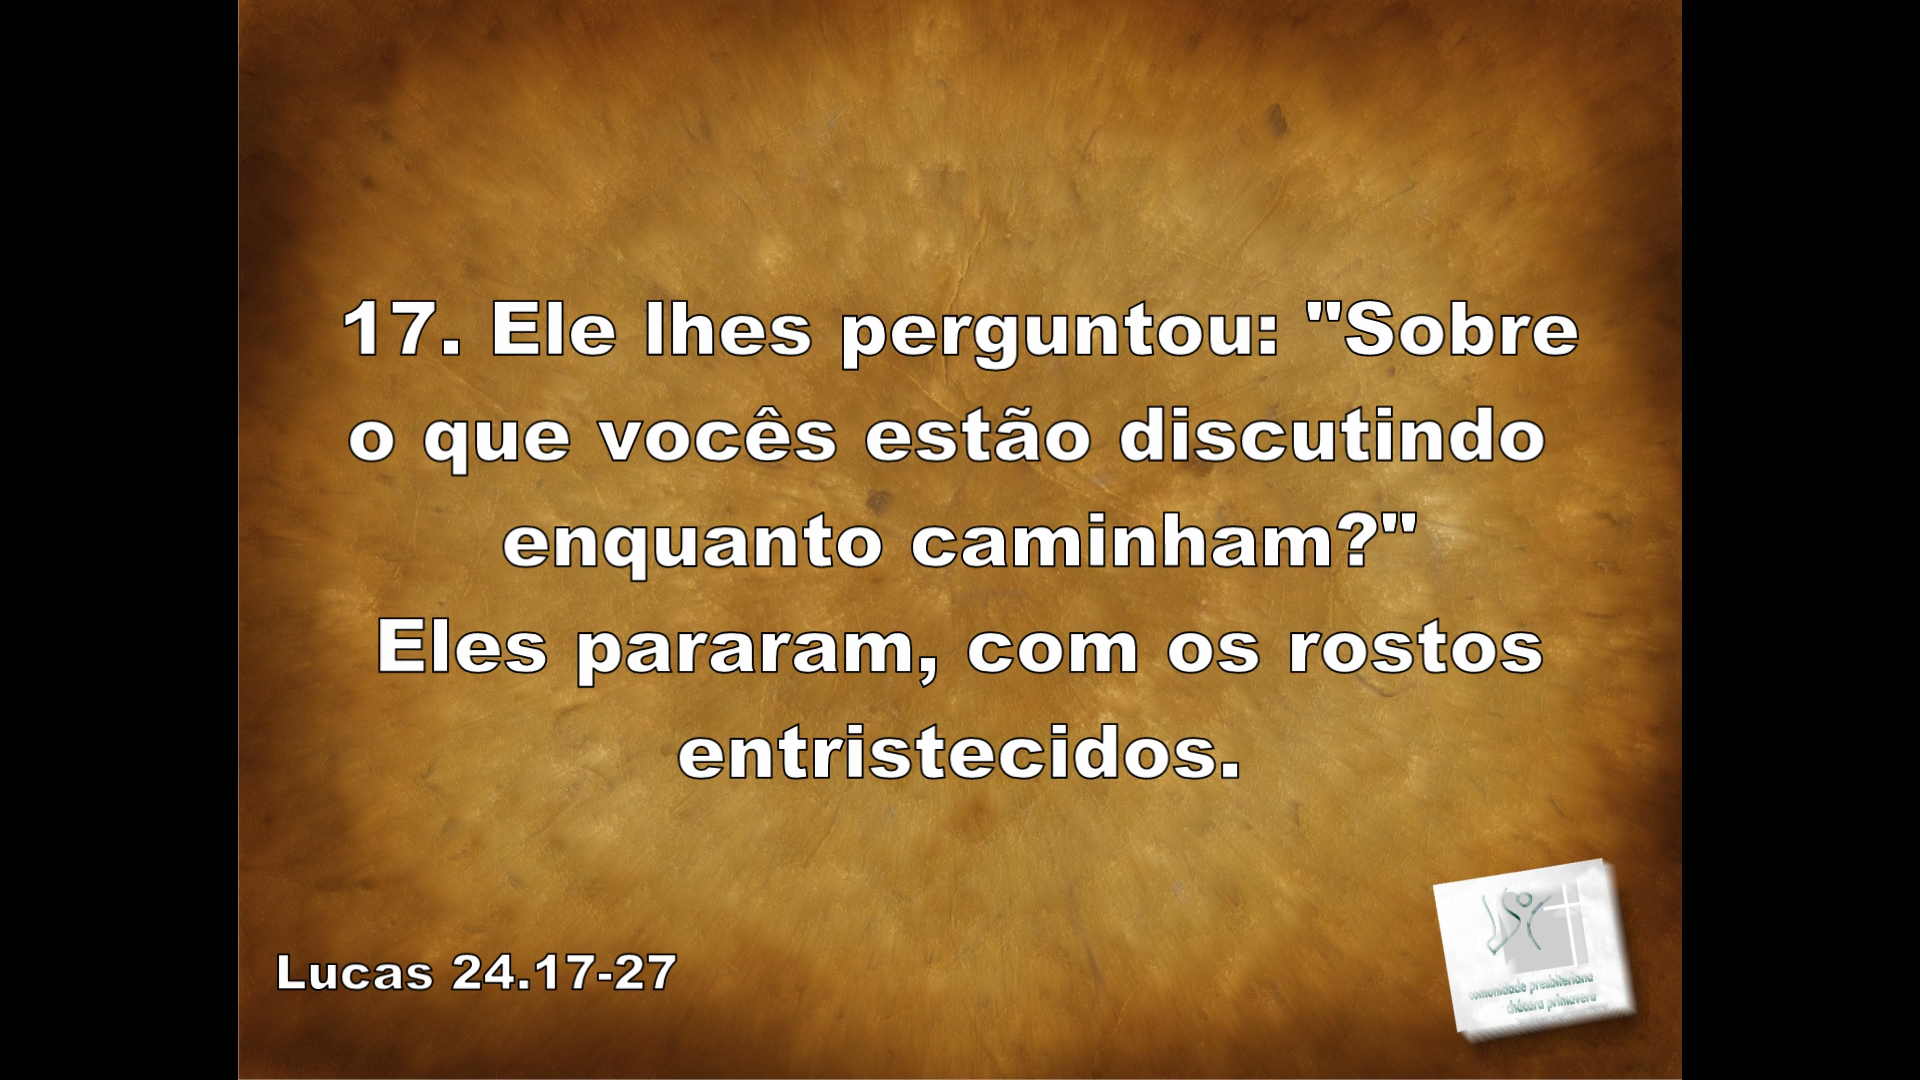 17. Ele lhes perguntou: "Sobre
o que vocês estão discutindo
enquanto caminham?"
Eles pararam, com os rostos
entristecidos.
Lucas 24.17-27
comunidade presbiteriana
chácara primavera